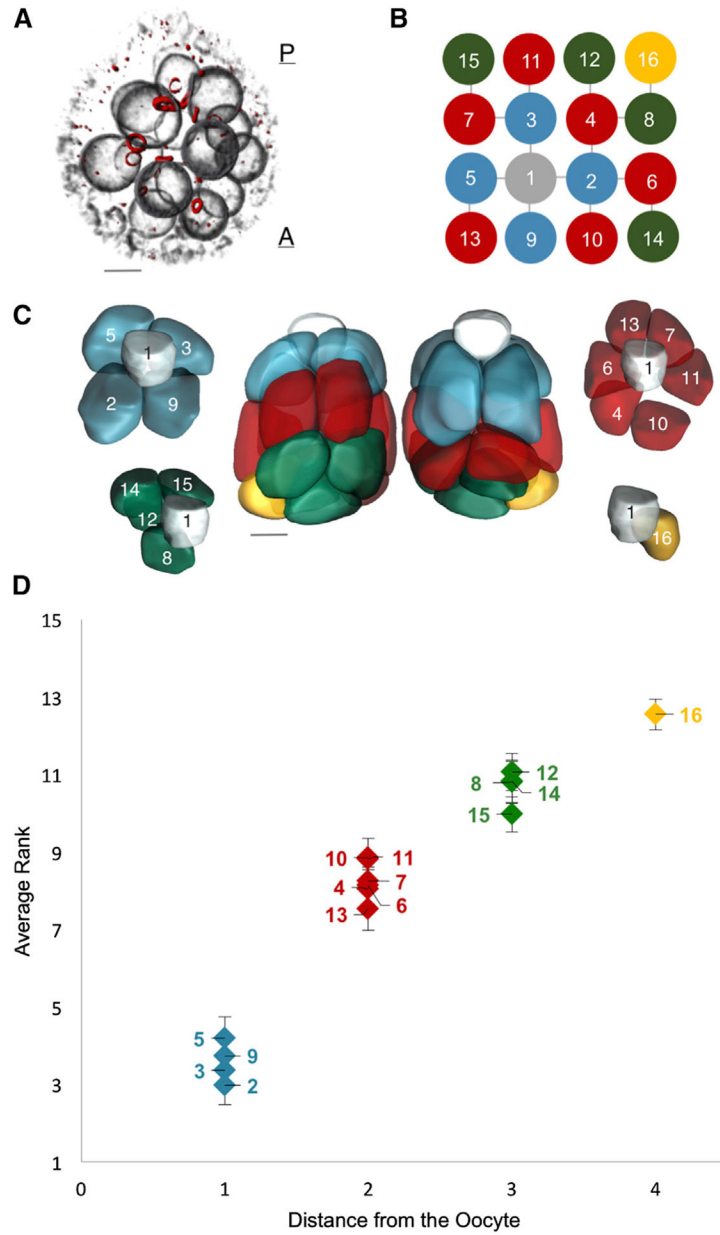 A
P
A
B
15 11 12 16
7 3 4 8
5 1 2 6
13 9 10 14
C
5 1 3
2 9
14 15
12 1
8
13 7
6 1 11
4 10
1
16
D
15
13
11
9
7
5
3
1
Average Rank
16
12
8 14
15
10 11
7
4 6
13
5 9
3 2
0 1 2 3 4
Distance from the Oocyte